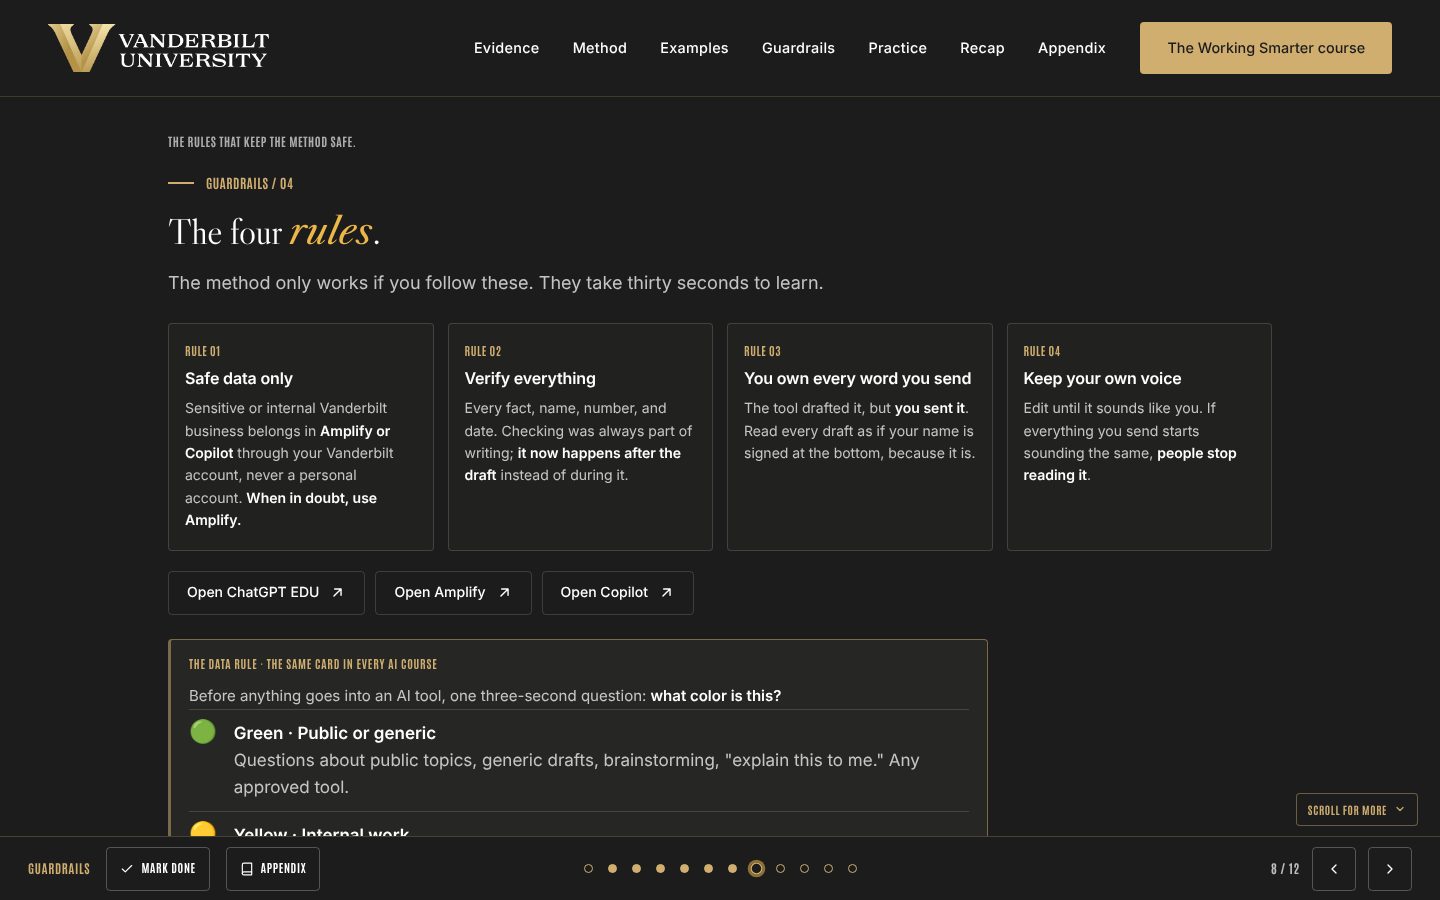 VANDERBILT
UNIVERSITY
Evidence
Method
Examples
Guardrails
Practice
Recap
Appendix
The Working Smarter course
THE RULES THAT KEEP THE METHOD SAFE.
GUARDRAILS / 04
The four rules.
The method only works if you follow these. They take thirty seconds to learn.
RULE 01
Safe data only
Sensitive or internal Vanderbilt
business belongs in Amplify or
Copilot through your Vanderbilt
account, never a personal
account. When in doubt, use
Amplify.
RULE 02
Verify everything
Every fact, name, number, and
date. Checking was always part of
writing; it now happens after the
draft instead of during it.
RULE 03
You own every word you send
The tool drafted it, but you sent it.
Read every draft as if your name is
signed at the bottom, because it is.
RULE 04
Keep your own voice
Edit until it sounds like you. If
everything you send starts
sounding the same, people stop
reading it.
Open ChatGPT EDU
Open Amplify
Open Copilot
THE DATA RULE · THE SAME CARD IN EVERY AI COURSE
Before anything goes into an AI tool, one three-second question: what color is this?
Green · Public or generic
Questions about public topics, generic drafts, brainstorming, "explain this to me." Any
approved tool.
Yellow · Internal work
SCROLL FOR MORE
GUARDRAILS
MARK DONE
APPENDIX
8 / 12